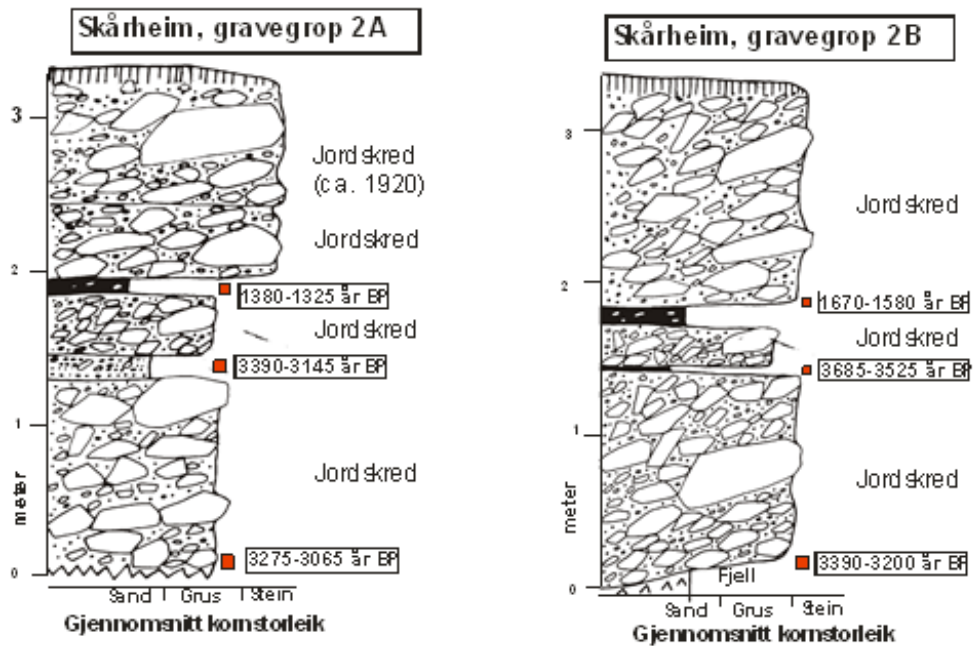 Skårheim, gravegrop 2A
3
Jordskred
(ca. 1920)
Jordskred
2
1380-1325 år BP
Jordskred
3390-3145 år BP
1
Jordskred
meter
3275-3065 år BP
0
Sand Grus Stein
Gjennomsnitt kornstorleik
Skårheim, gravegrop 2B
3
Jordskred
2
1670-1580 år BP
Jordskred
3685-3525 år BP
1
Jordskred
meter
3390-3200 år BP
Fjell
0
Sand Grus Stein
Gjennomsnitt kornstorleik